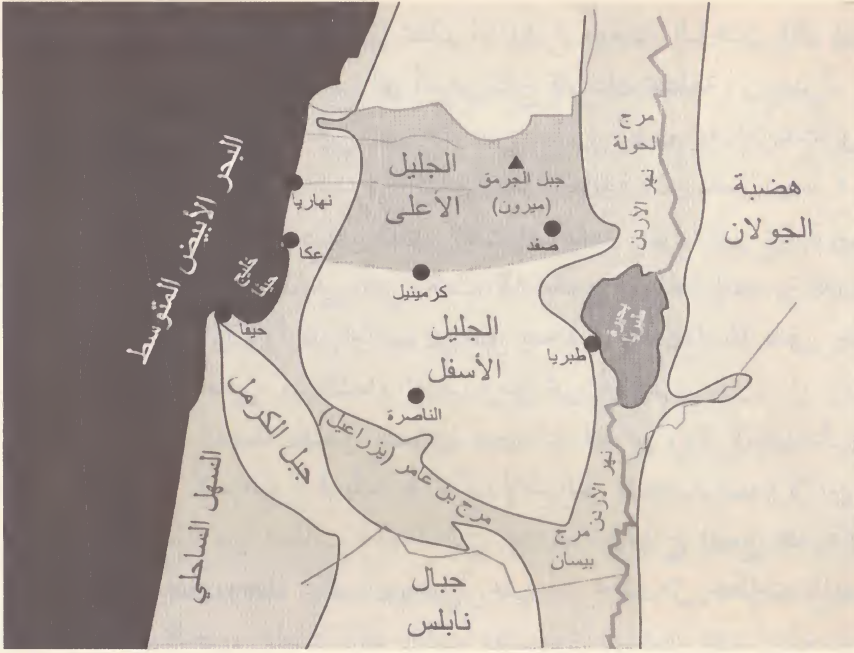 مرج
الحولة
نهر الأردن
هضبة
الجولان
الجليل
الأعلى
جبل الجرمق
(ميرون)
صفد
نهاريا
عكا
البحر الأبيض المتوسط
خليج
حيفا
حيفا
كرميئيل
بحيرة
طبريا
طبريا
الجليل
الأسفل
الناصرة
جبل الكرمل
مرج بن عامر (يزراعيل)
نهر الأردن
مرج
بيسان
السهل الساحلي
جبال
نابلس